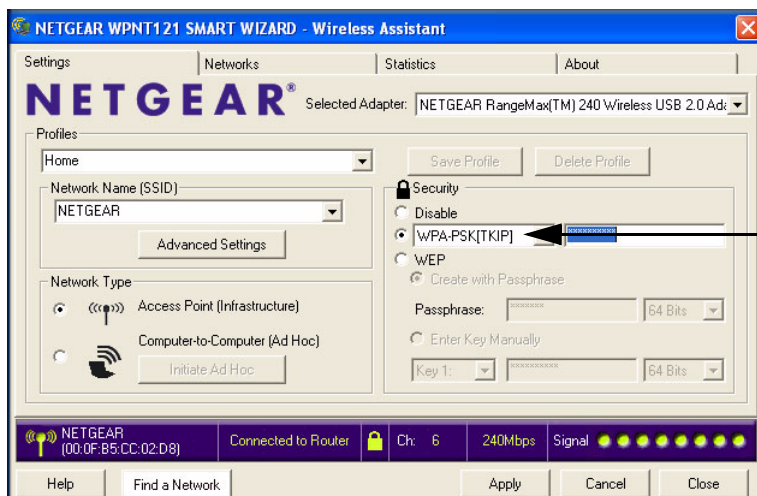 NETGEAR WPNT121 SMART WIZARD - Wireless Assistant
Settings Networks Statistics About
NETGEAR® Selected Adapter: NETGEAR RangeMax(TM) 240 Wireless USB 2.0 Ada
Profiles
Home Save Profile Delete Profile
Network Name (SSID)
NETGEAR
Advanced Settings
Security
Disable
WPA-PSK[TKIP] **********
WEP
Create with Passphrase
Passphrase: ******** 64 Bits
Enter Key Manually
Key 1: ********** 64 Bits
Network Type
Access Point (Infrastructure)
Computer-to-Computer (Ad Hoc)
Initiate Ad Hoc
NETGEAR
(00:0F:B5:CC:02:D8) Connected to Router Ch: 6 240Mbps Signal
Help Find a Network Apply Cancel Close